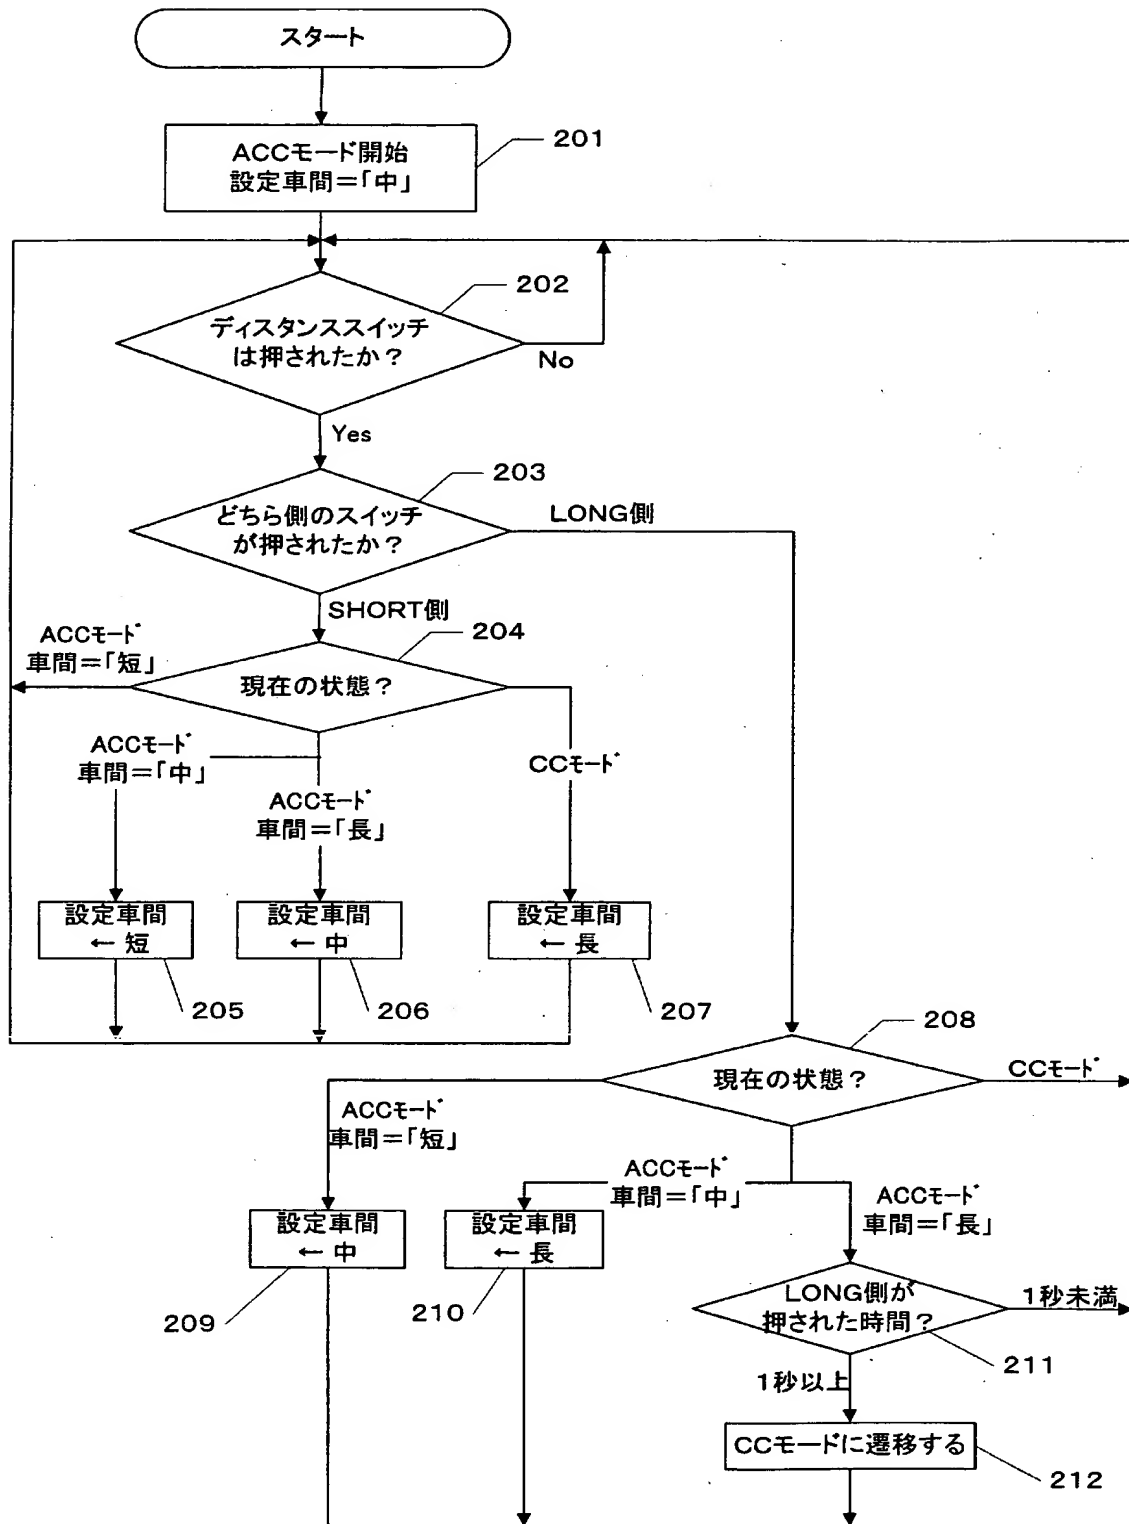 スタート
ACCモード開始
設定車間=「中」
201
202
ディスタンススイッチ
は押されたか？
No
Yes
203
どちら側のスイッチ
が押されたか？
LONG側
SHORT側
204
ACCモード
車間=「短」
現在の状態？
ACCモード
車間=「中」
ACCモード
車間=「長」
CCモード
設定車間
← 短
設定車間
← 中
設定車間
← 長
205
206
207
208
現在の状態？
CCモード
ACCモード
車間=「短」
ACCモード
車間=「中」
ACCモード
車間=「長」
設定車間
← 中
設定車間
← 長
209
210
LONG側が
押された時間？
1秒未満
211
1秒以上
CCモードに遷移する
212